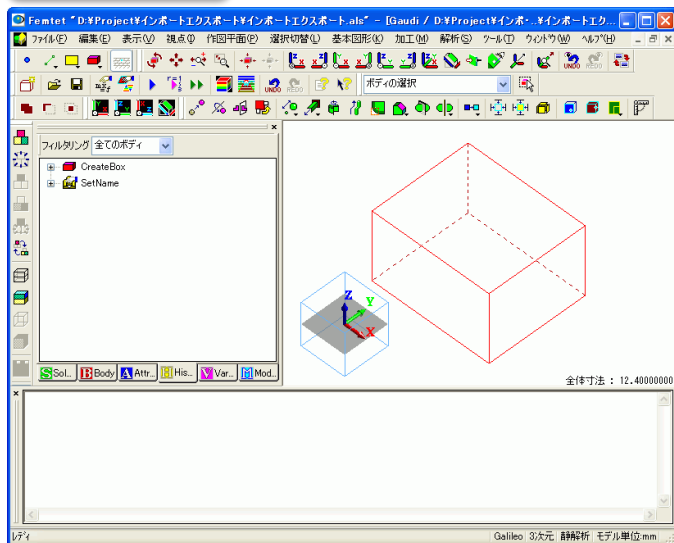 Femtet "D:¥Project¥インポートエクスポート¥インポートエクスポート.als" - [Gaudi / D:¥Project¥インポ･..¥インポートエク...
ファイル(F) 編集(E) 表示(V) 視点(I) 作図平面(P) 選択切替(L) 基本図形(K) 加工(M) 解析(S) ツール(T) ウィンドウ(W) ヘルプ(H)
ボディの選択
フィルタリング 全てのボディ
CreateBox
SetName
Z
Y
X
Sol... Body Attr... His... Var... Mod...
全体寸法 : 12.40000000
レディ
Galileo 3次元 静解析 モデル単位:mm